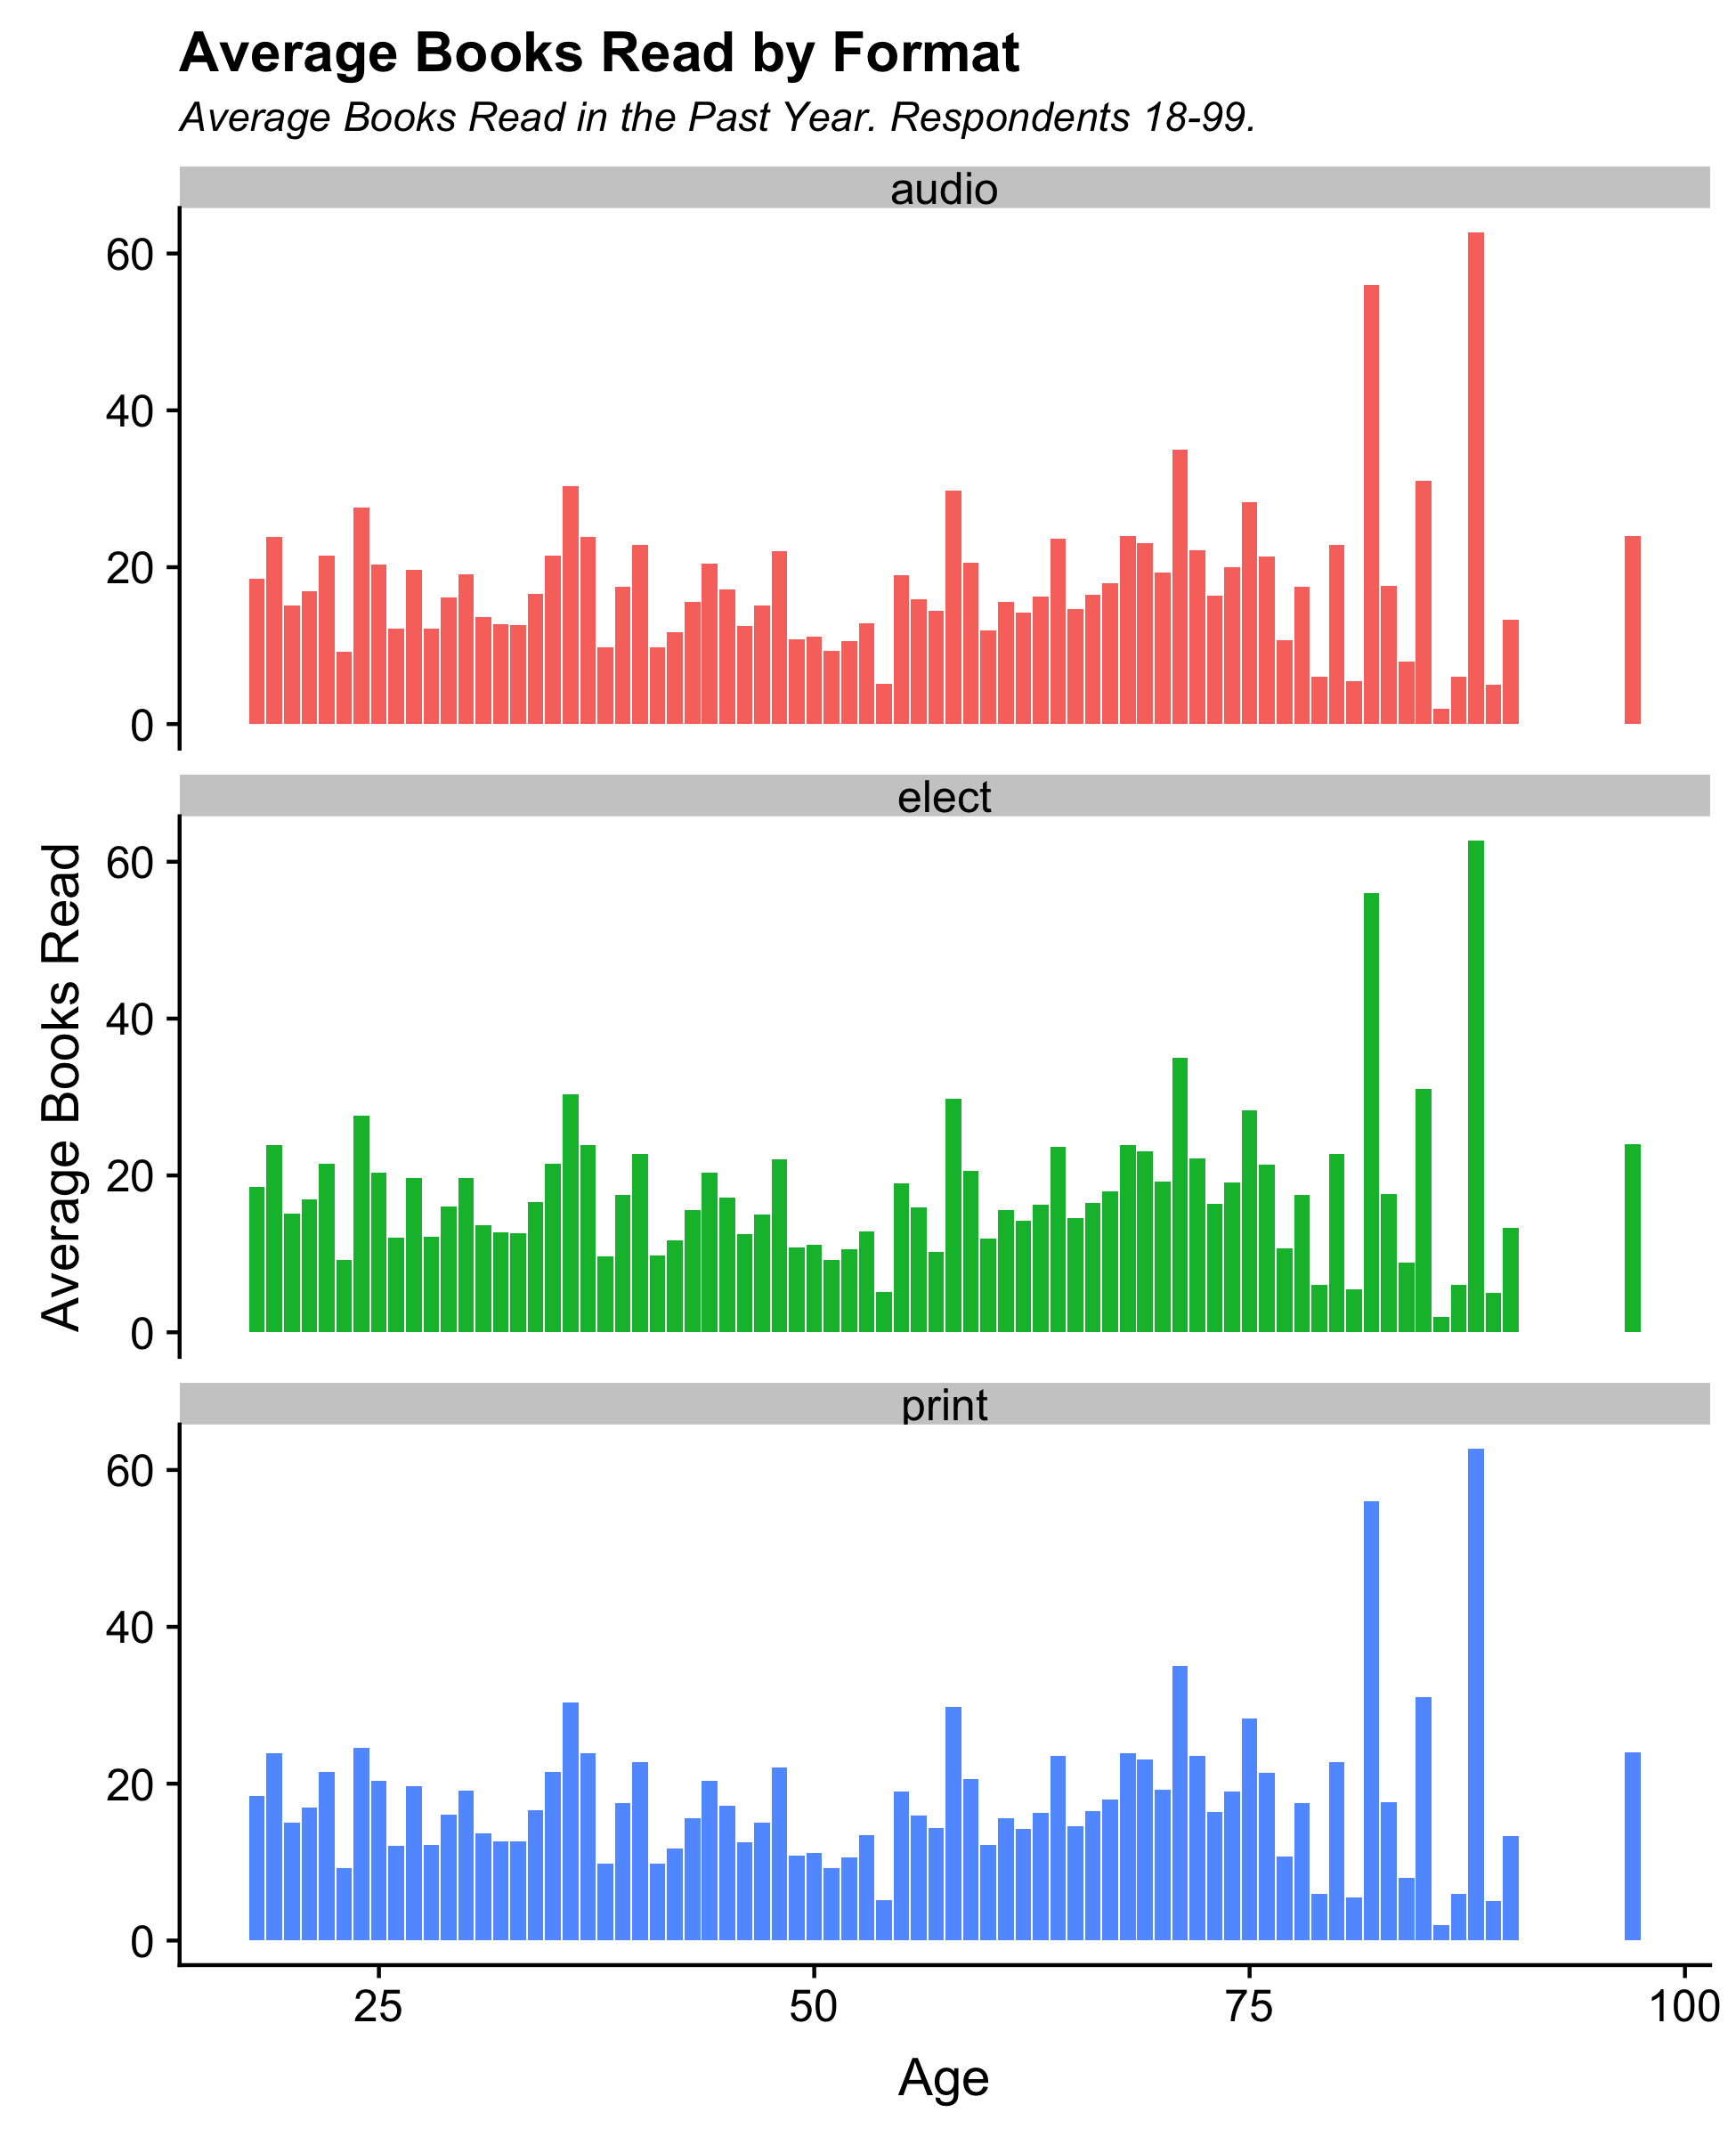 Average Books Read by Format
Average Books Read in the Past Year. Respondents 18-99.
audio
60
40
20
0
elect
60
40
20
0
Average Books Read
print
60
40
20
0
25 50 75 100
Age